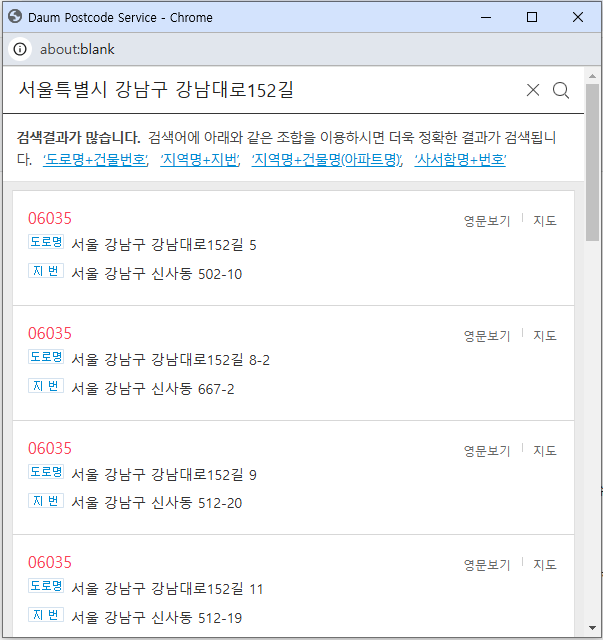 Daum Postcode Service - Chrome
about:blank
서울특별시 강남구 강남대로152길
검색결과가 많습니다. 검색어에 아래와 같은 조합을 이용하시면 더욱 정확한 결과가 검색됩니
다. '도로명+건물번호', '지역명+지번', '지역명+건물명(아파트명)', '사서함명+번호'
06035 영문보기 지도
도로명 서울 강남구 강남대로152길 5
지번 서울 강남구 신사동 502-10
06035 영문보기 지도
도로명 서울 강남구 강남대로152길 8-2
지번 서울 강남구 신사동 667-2
06035 영문보기 지도
도로명 서울 강남구 강남대로152길 9
지번 서울 강남구 신사동 512-20
06035 영문보기 지도
도로명 서울 강남구 강남대로152길 11
지번 서울 강남구 신사동 512-19